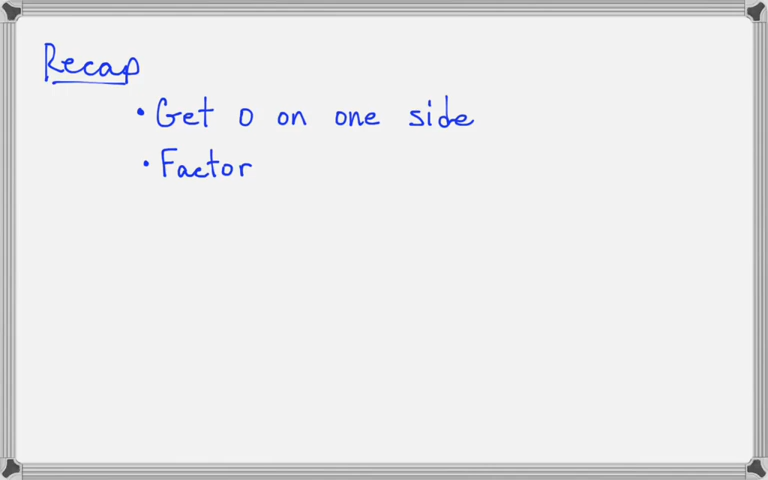 Recap
• Get 0 on one side
• Factor